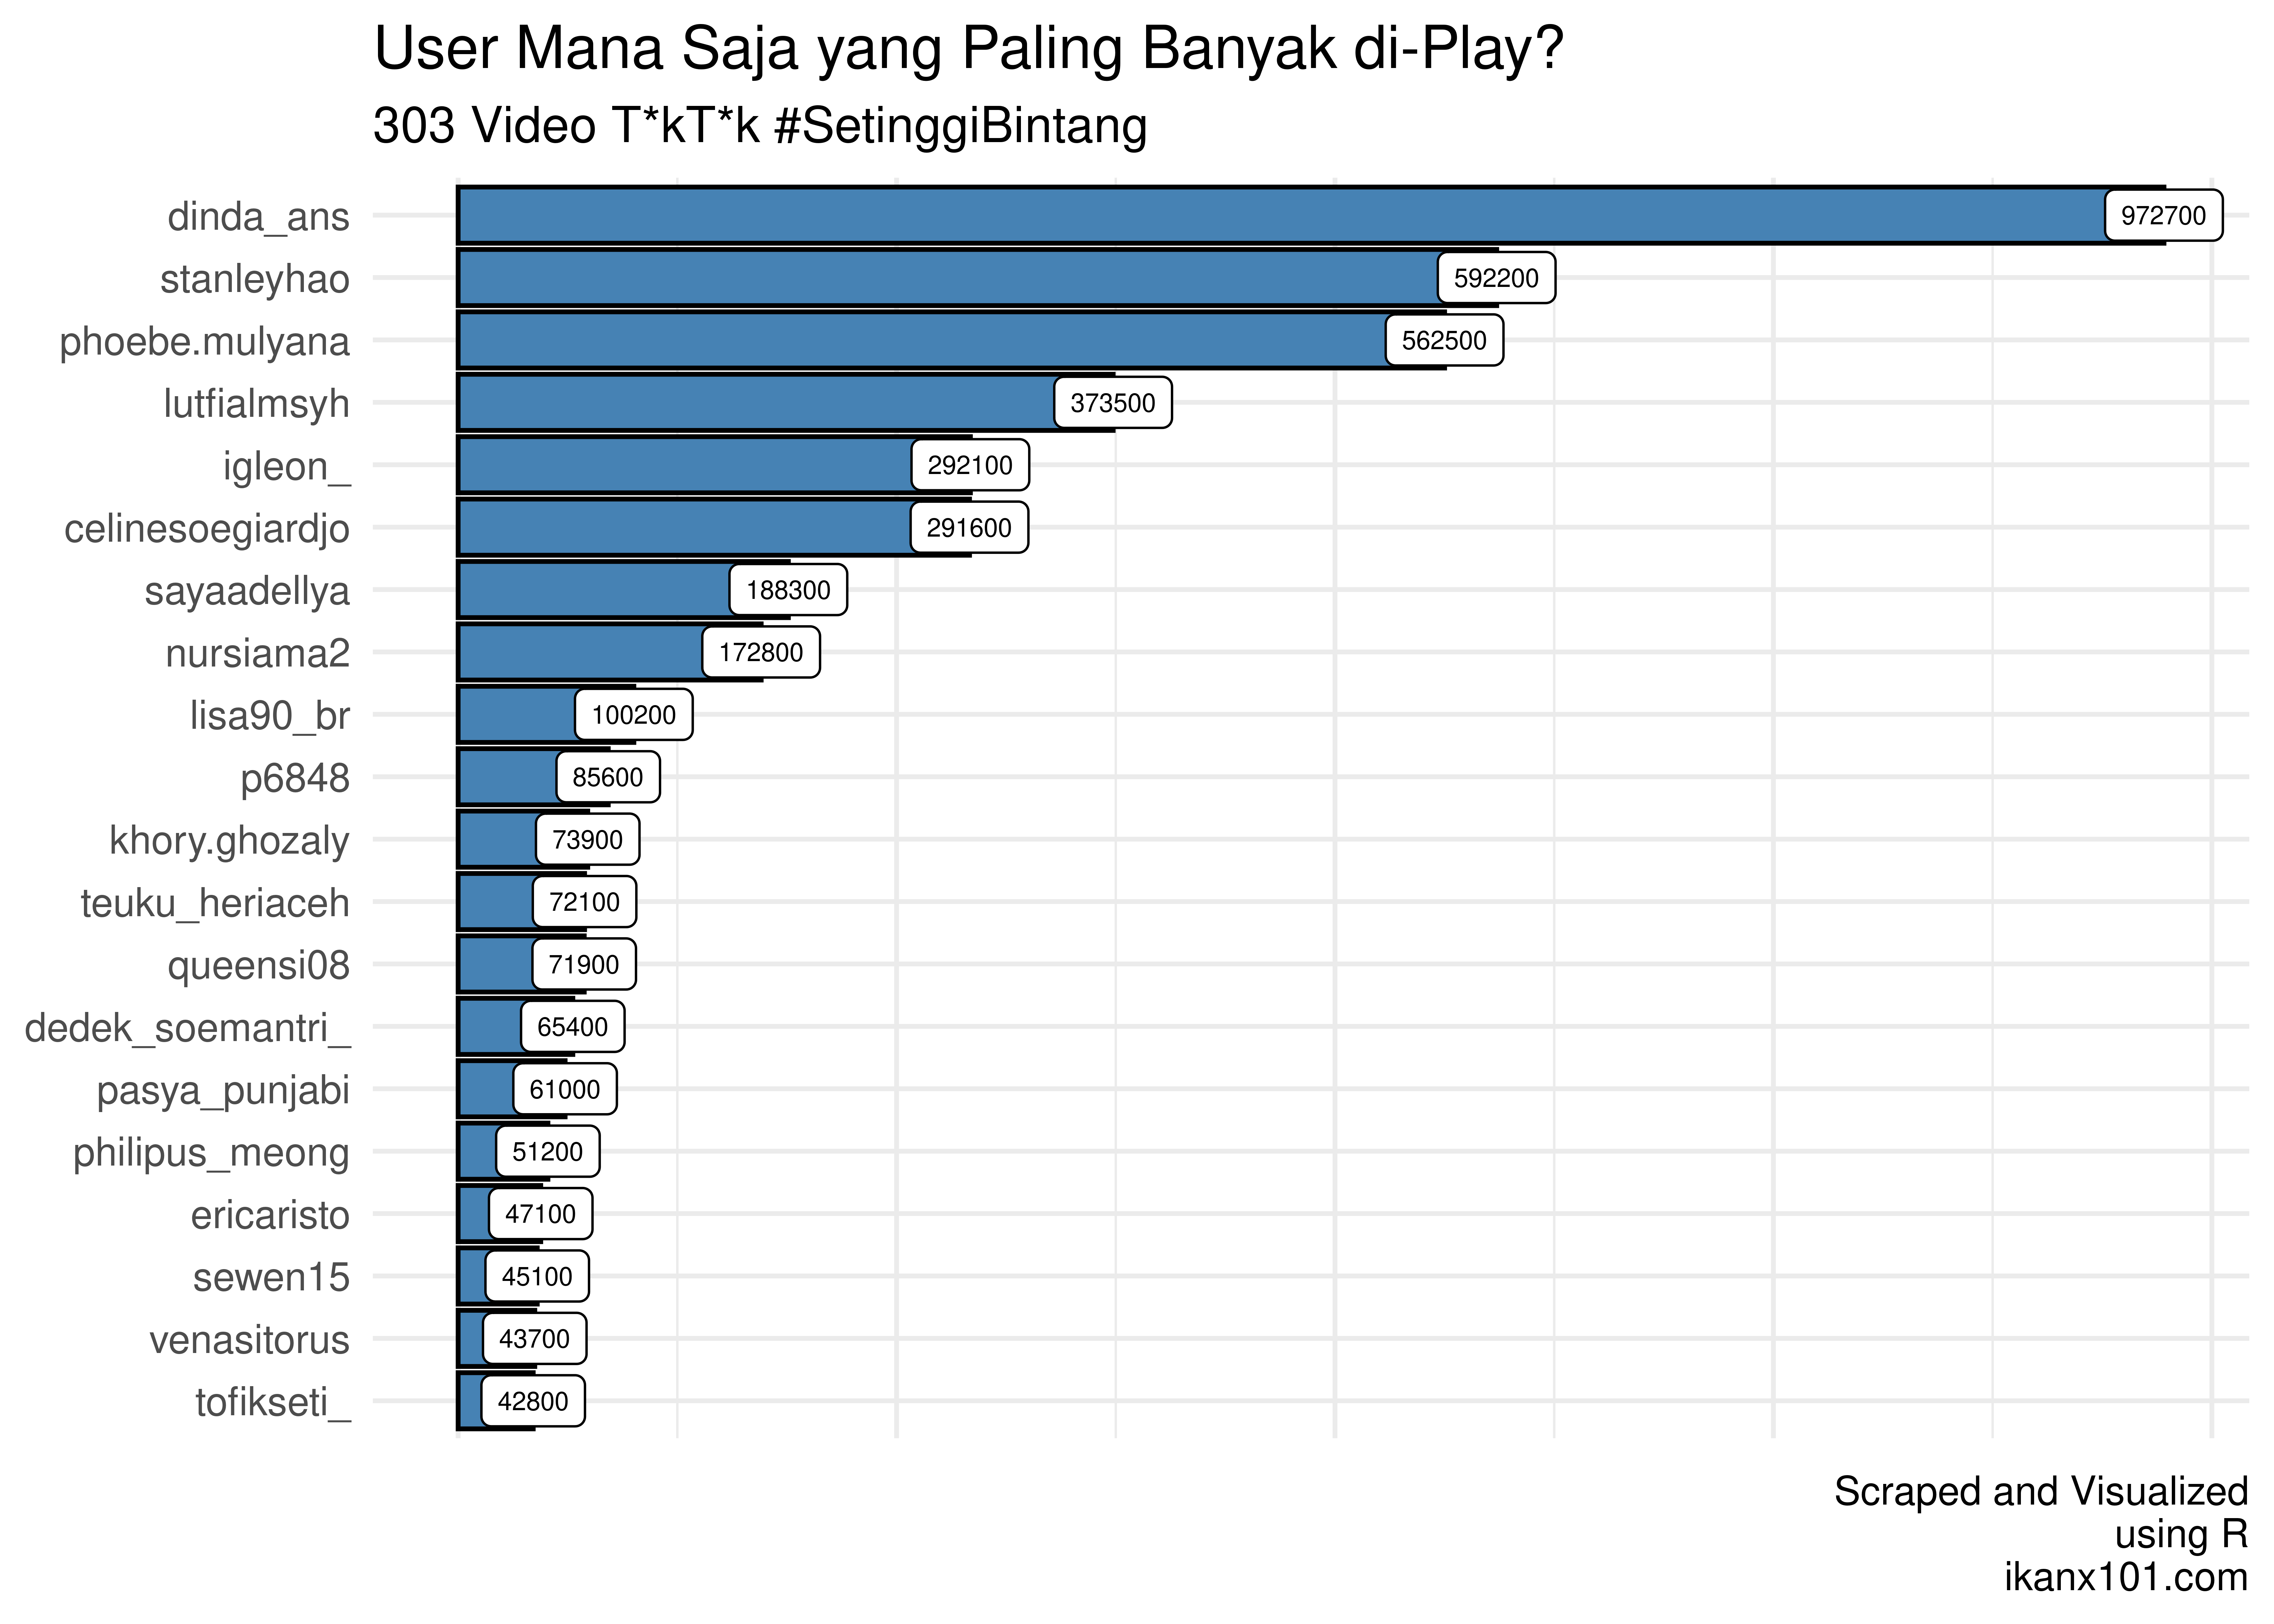 User Mana Saja yang Paling Banyak di-Play?
303 Video T*kT*k #SetinggiBintang
dinda_ans 972700
stanleyhao 592200
phoebe.mulyana 562500
lutfialmsyh 373500
igleon_ 292100
celinesoegiardjo 291600
sayaadellya 188300
nursiama2 172800
lisa90_br 100200
p6848 85600
khory.ghozaly 73900
teuku_heriaceh 72100
queensi08 71900
dedek_soemantri_ 65400
pasya_punjabi 61000
philipus_meong 51200
ericaristo 47100
sewen15 45100
venasitorus 43700
tofikseti_ 42800
Scraped and Visualized
using R
ikanx101.com